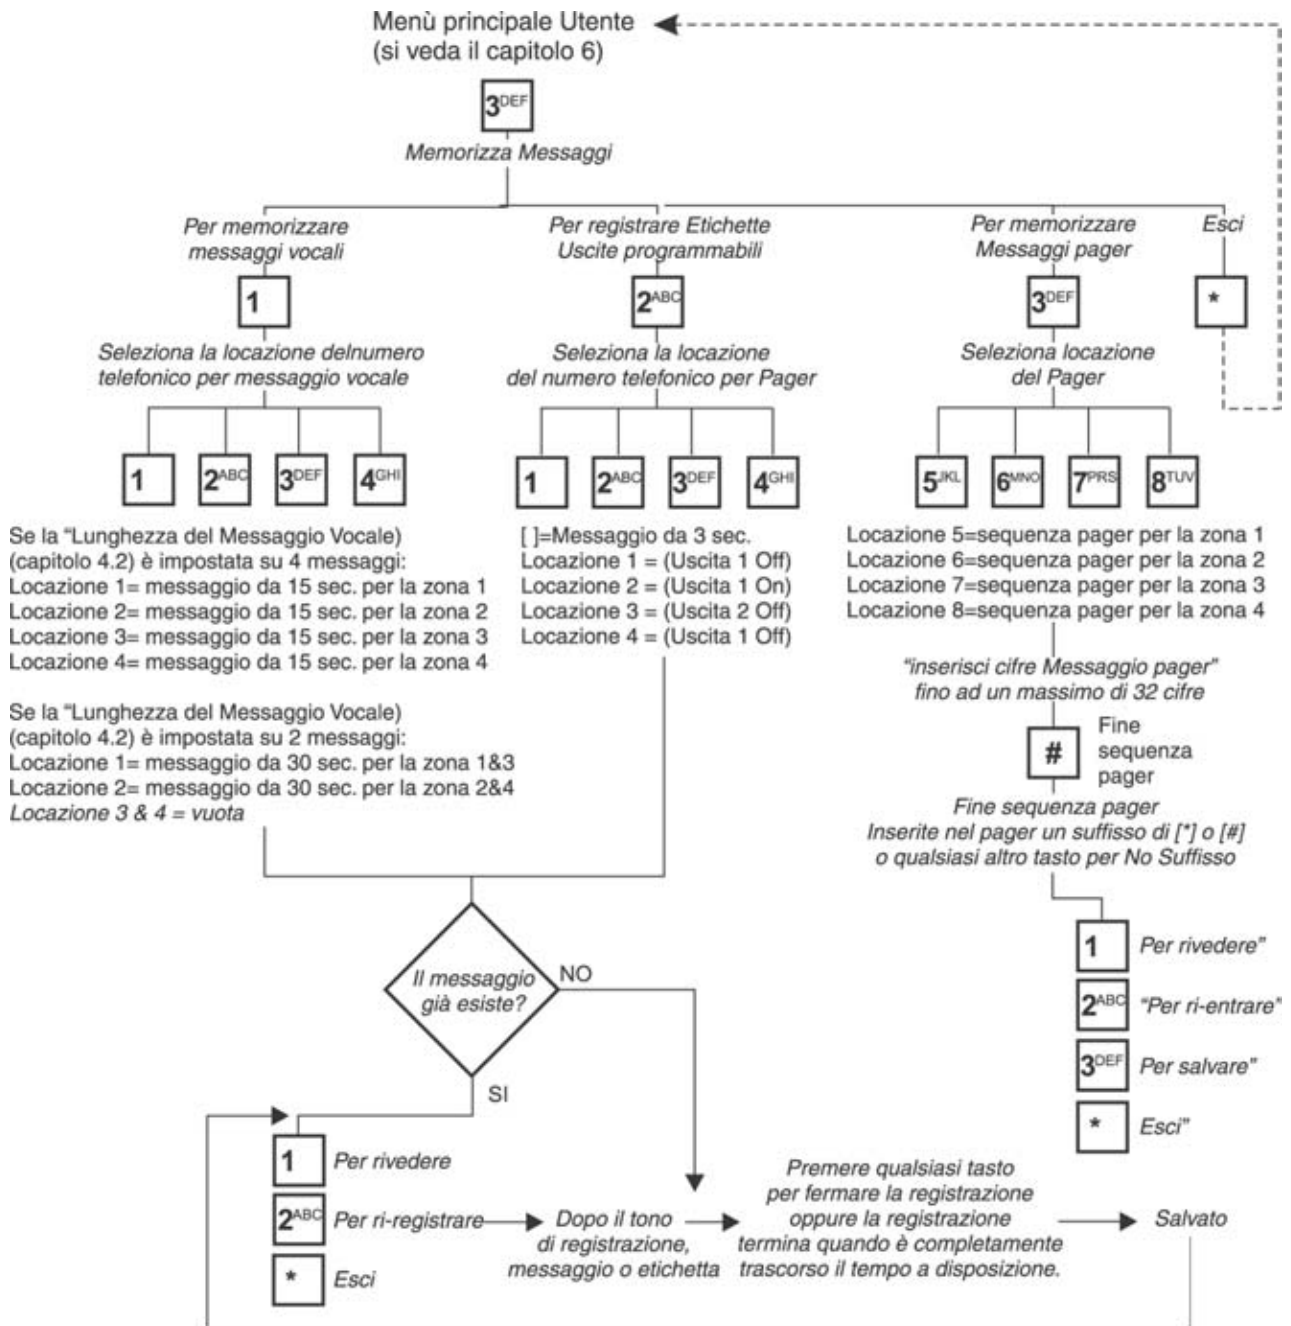 Menù principale Utente
(si veda il capitolo 6)
3DEF
Memorizza Messaggi
Per memorizzare
messaggi vocali
1
Seleziona la locazione delnumero
telefonico per messaggio vocale
1 2ABC 3DEF 4GHI
Se la “Lunghezza del Messaggio Vocale)
(capitolo 4.2) è impostata su 4 messaggi:
Locazione 1= messaggio da 15 sec. per la zona 1
Locazione 2= messaggio da 15 sec. per la zona 2
Locazione 3= messaggio da 15 sec. per la zona 3
Locazione 4= messaggio da 15 sec. per la zona 4
Se la “Lunghezza del Messaggio Vocale)
(capitolo 4.2) è impostata su 2 messaggi:
Locazione 1= messaggio da 30 sec. per la zona 1&3
Locazione 2= messaggio da 30 sec. per la zona 2&4
Locazione 3 & 4 = vuota
Per registrare Etichette
Uscite programmabili
2ABC
Seleziona la locazione
del numero telefonico per Pager
1 2ABC 3DEF 4GHI
[ ]=Messaggio da 3 sec.
Locazione 1 = (Uscita 1 Off)
Locazione 2 = (Uscita 1 On)
Locazione 3 = (Uscita 2 Off)
Locazione 4 = (Uscita 1 Off)
Per memorizzare
Messaggi pager
3DEF
Seleziona locazione
del Pager
5JKL 6MNO 7PRS 8TUV
Locazione 5=sequenza pager per la zona 1
Locazione 6=sequenza pager per la zona 2
Locazione 7=sequenza pager per la zona 3
Locazione 8=sequenza pager per la zona 4
“inserisci cifre Messaggio pager”
fino ad un massimo di 32 cifre
#
Fine
sequenza
pager
Fine sequenza pager
Inserite nel pager un suffisso di [*] o [#]
o qualsiasi altro tasto per No Suffisso
1 Per rivedere”
2ABC “Per ri-entrare”
3DEF Per salvare”
* Esci”
Esci
*
Il messaggio
già esiste?
NO
SI
1 Per rivedere
2ABC Per ri-registrare
* Esci
Dopo il tono
di registrazione,
messaggio o etichetta
Premere qualsiasi tasto
per fermare la registrazione
oppure la registrazione
termina quando è completamente
trascorso il tempo a disposizione.
Salvato